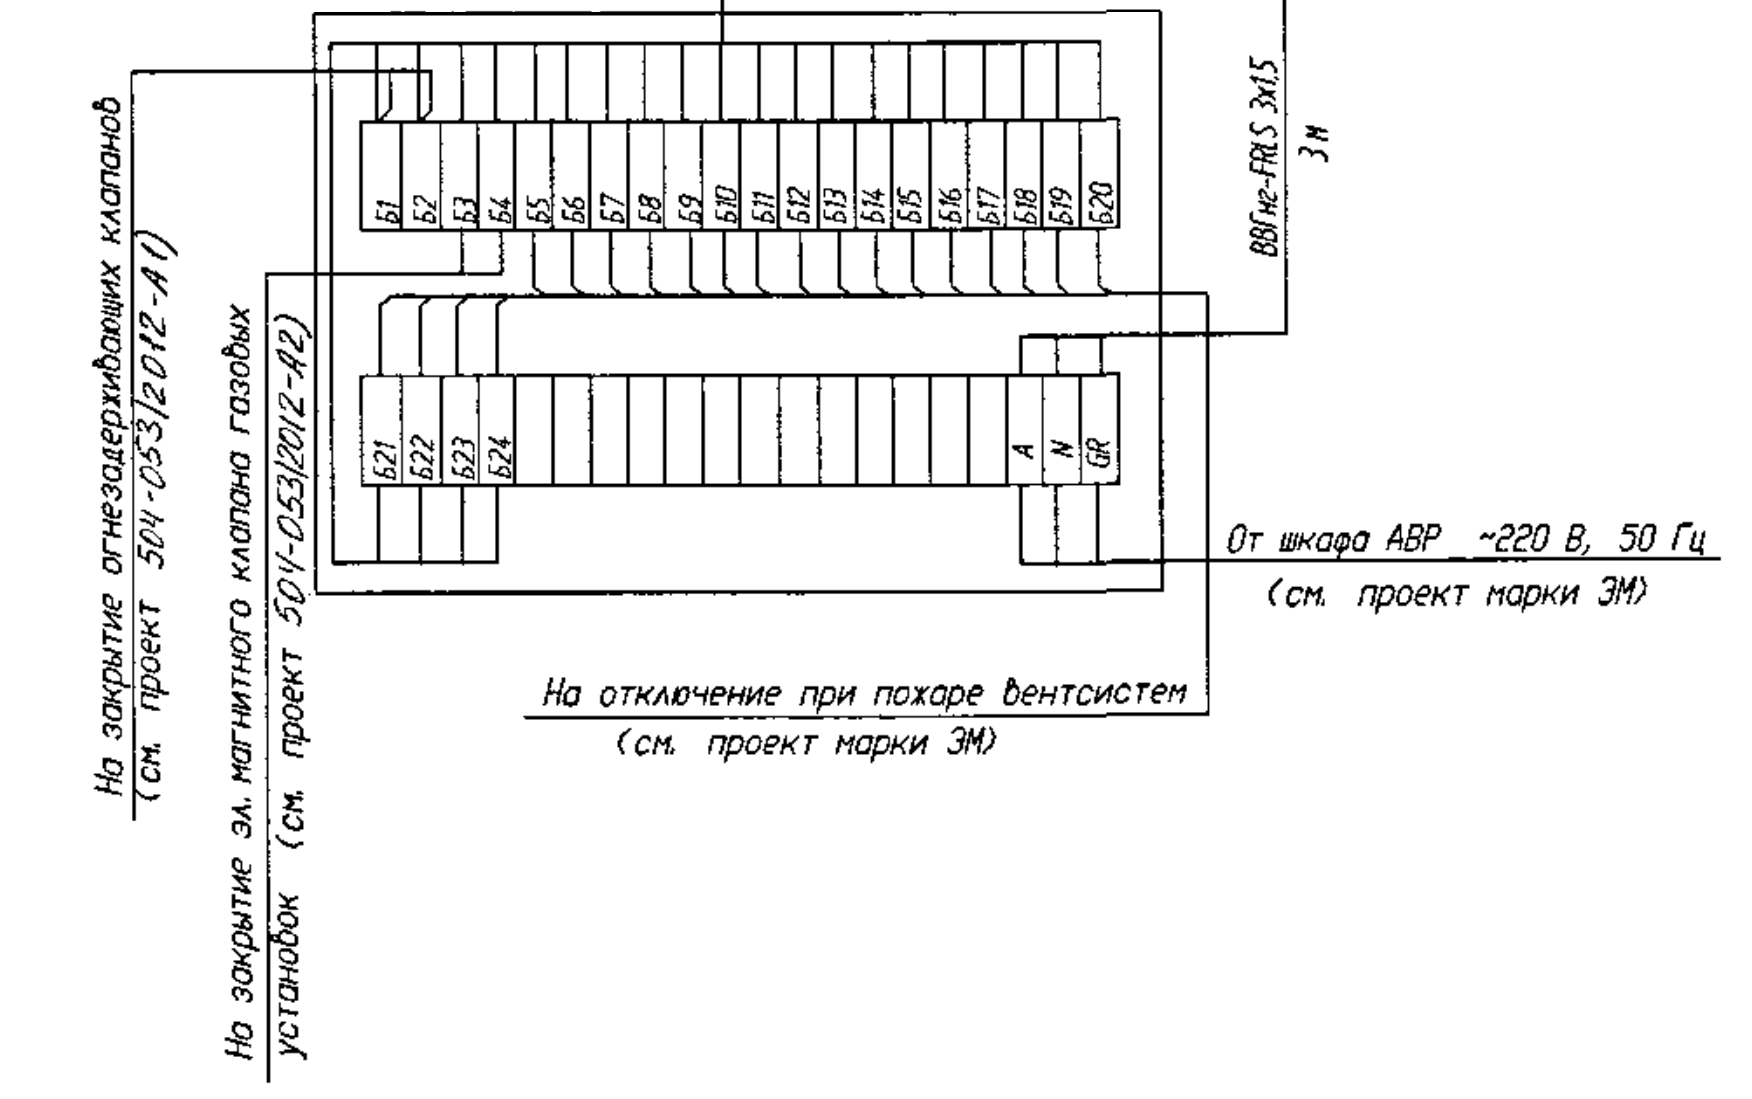 На закрытие огнезадерживающих клапанов
(см. проект 504-053/2012-А1)
На закрытие эл. магнитного клапана газовых
установок (см. проект 504-053/2012-А2)
Б1 Б2 Б3 Б4 Б5 Б6 Б7 Б8 Б9 Б10 Б11 Б12 Б13 Б14 Б15 Б16 Б17 Б18 Б19 Б20
ВВГнг-FRLS 3х1,5
3 м
Б21 Б22 Б23 Б24 A N GR
От шкафа АВР ~220 В, 50 Гц
(см. проект марки ЭМ)
На отключение при пожаре вентсистем
(см. проект марки ЭМ)